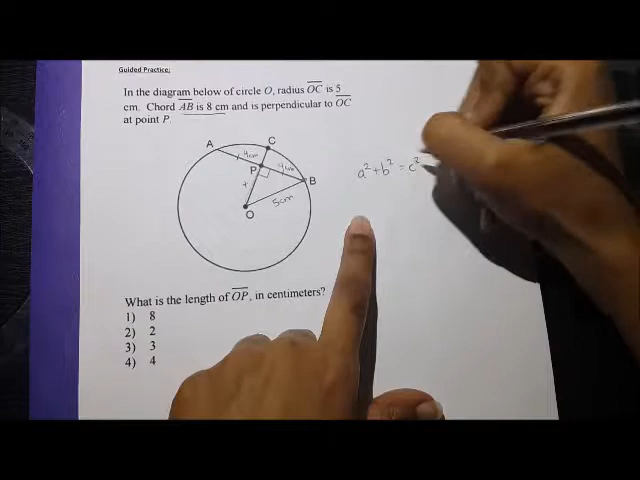 Guided Practice:
In the diagram below of circle O, radius OC is 5
cm. Chord AB is 8 cm and is perpendicular to OC
at point P.
A
C
4cm
P
4cm
B
x
5cm
O
a² + b² = c²
What is the length of OP, in centimeters?
1) 8
2) 2
3) 3
4) 4